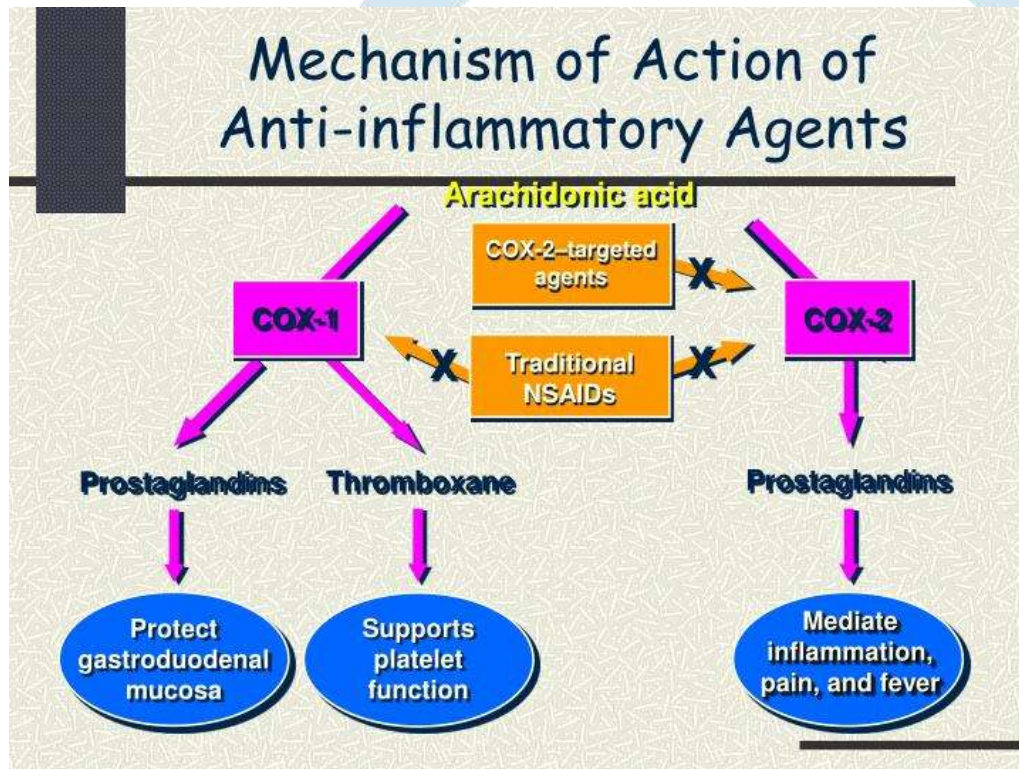 Mechanism of Action of
Anti-inflammatory Agents
Arachidonic acid
COX-2–targeted
agents
X
COX-1
COX-2
Traditional
NSAIDs
X
X
Prostaglandins
Thromboxane
Prostaglandins
Protect
gastroduodenal
mucosa
Supports
platelet
function
Mediate
inflammation,
pain, and fever